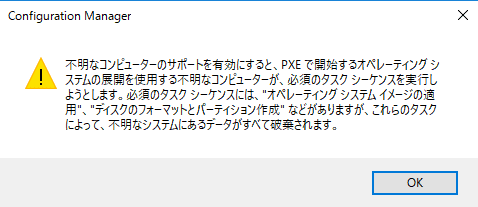 Configuration Manager
不明なコンピューターのサポートを有効にすると、PXE で開始するオペレーティング シ
ステムの展開を使用する不明なコンピューターが、必須のタスク シーケンスを実行し
ようとします。必須のタスク シーケンスには、"オペレーティング システム イメージの適
用"、"ディスクのフォーマットとパーティション作成" などがありますが、これらのタスク
によって、不明なシステムにあるデータがすべて破棄されます。
OK